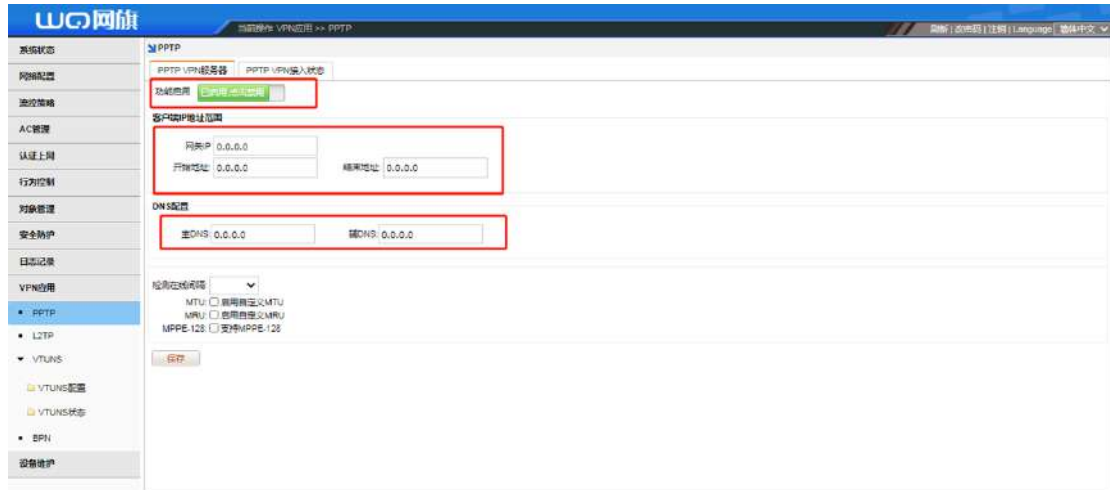 WQ网旗
当前操作 VPN应用 >> PPTP
刷新 | 改密码 | 注销 | Language 简体中文
系统状态
网络配置
流控策略
AC管理
认证上网
行为控制
对象管理
安全防护
日志记录
VPN应用
PPTP
L2TP
VTUNS
VTUNS配置
VTUNS状态
BPN
设备维护
PPTP
PPTP VPN服务器 PPTP VPN接入状态
功能启用 已启用,点击禁用
客户端IP地址范围
网关IP 0.0.0.0
开始地址: 0.0.0.0 结束地址: 0.0.0.0
DNS配置
主DNS: 0.0.0.0 辅DNS: 0.0.0.0
检测在线间隔
MTU: 启用自定义MTU
MRU: 启用自定义MRU
MPPE-128: 支持MPPE-128
保存